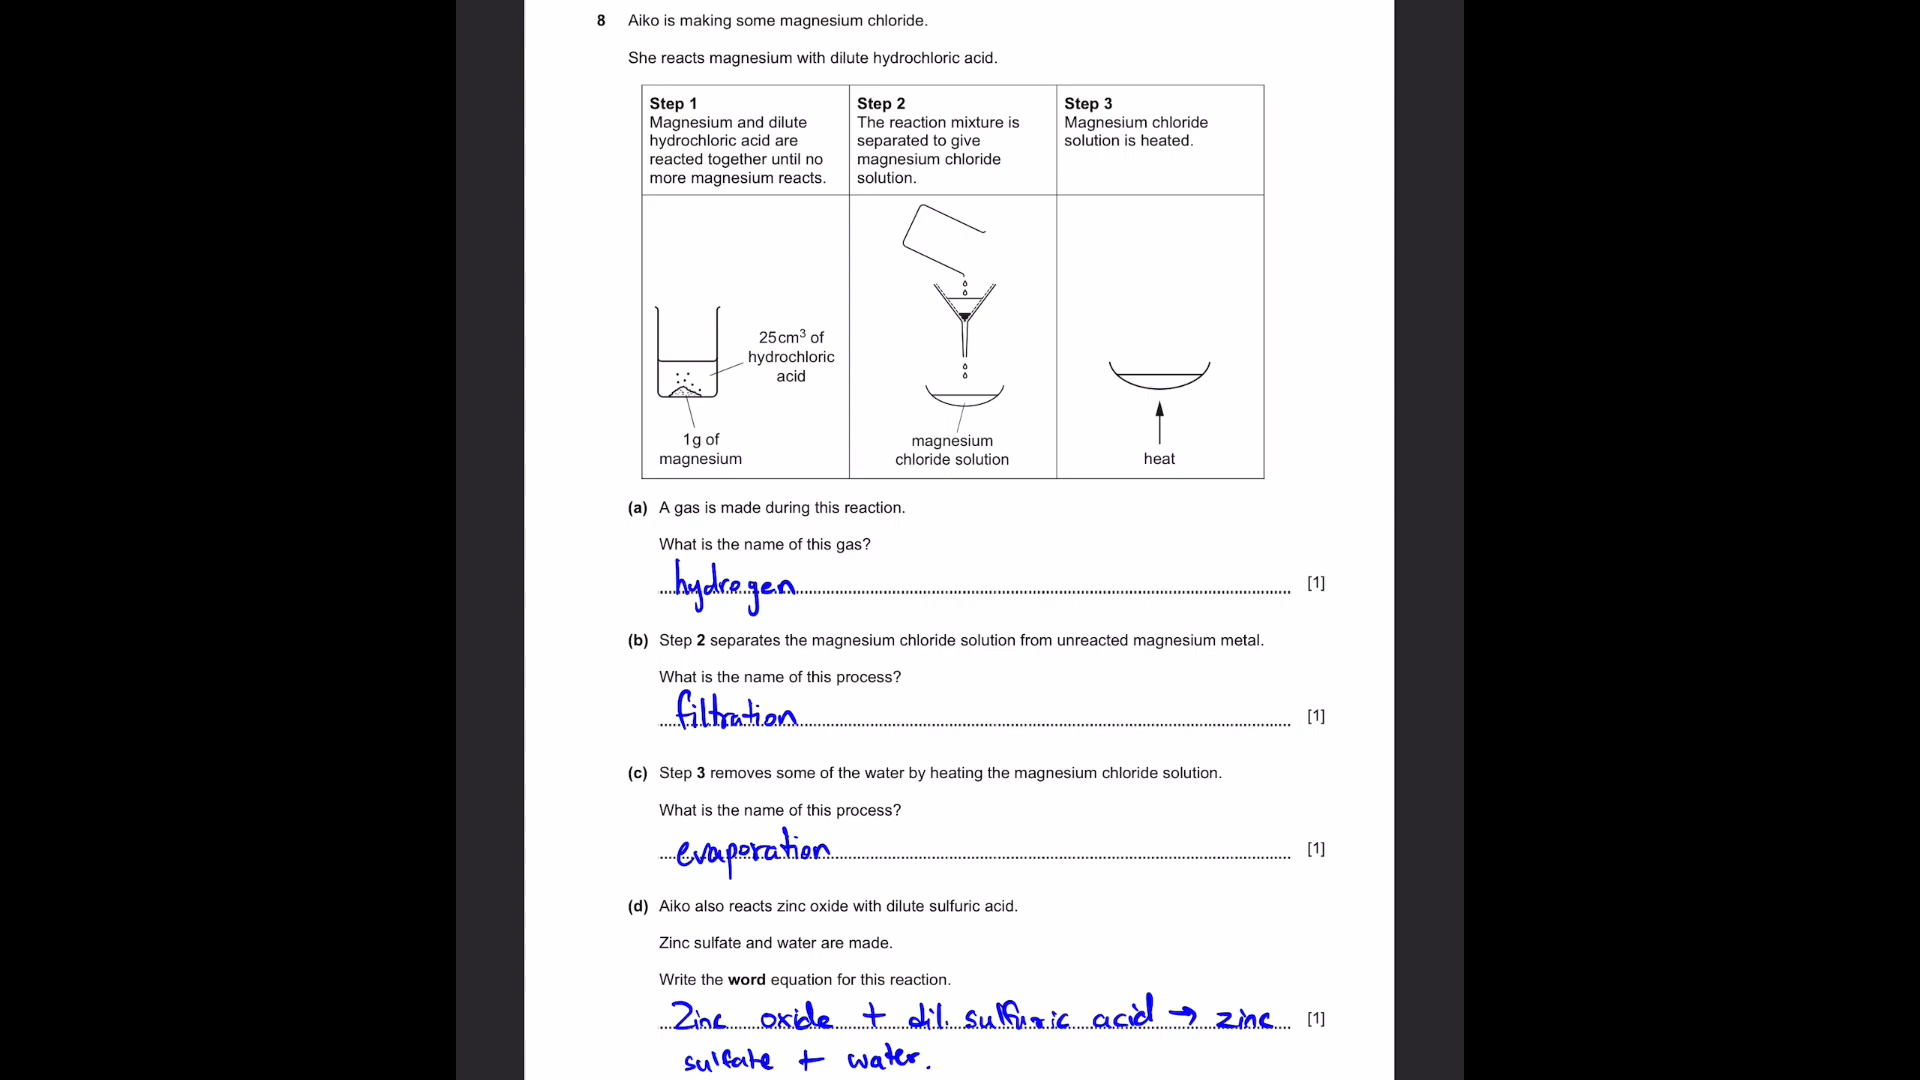 8 Aiko is making some magnesium chloride.
She reacts magnesium with dilute hydrochloric acid.
Step 1
Magnesium and dilute
hydrochloric acid are
reacted together until no
more magnesium reacts.
Step 2
The reaction mixture is
separated to give
magnesium chloride
solution.
Step 3
Magnesium chloride
solution is heated.
25 cm³ of
hydrochloric
acid
1 g of
magnesium
magnesium
chloride solution
heat
(a) A gas is made during this reaction.
What is the name of this gas?
hydrogen [1]
(b) Step 2 separates the magnesium chloride solution from unreacted magnesium metal.
What is the name of this process?
filtration [1]
(c) Step 3 removes some of the water by heating the magnesium chloride solution.
What is the name of this process?
evaporation [1]
(d) Aiko also reacts zinc oxide with dilute sulfuric acid.
Zinc sulfate and water are made.
Write the word equation for this reaction.
Zinc oxide + dil. sulfuric acid → zinc [1]
sulfate + water.